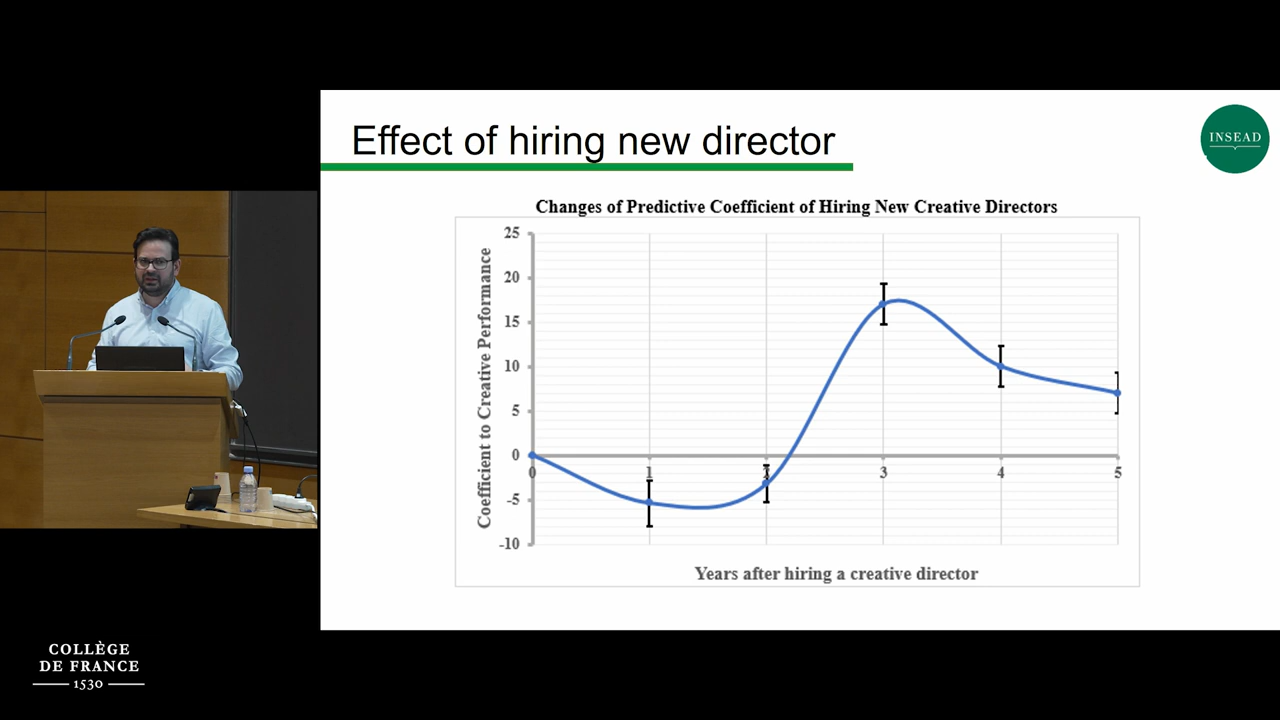 Effect of hiring new director
INSEAD
Changes of Predictive Coefficient of Hiring New Creative Directors
Coefficient to Creative Performance
25
20
15
10
5
0
-5
-10
0
1
2
3
4
5
Years after hiring a creative director
COLLÈGE
DE FRANCE
1530